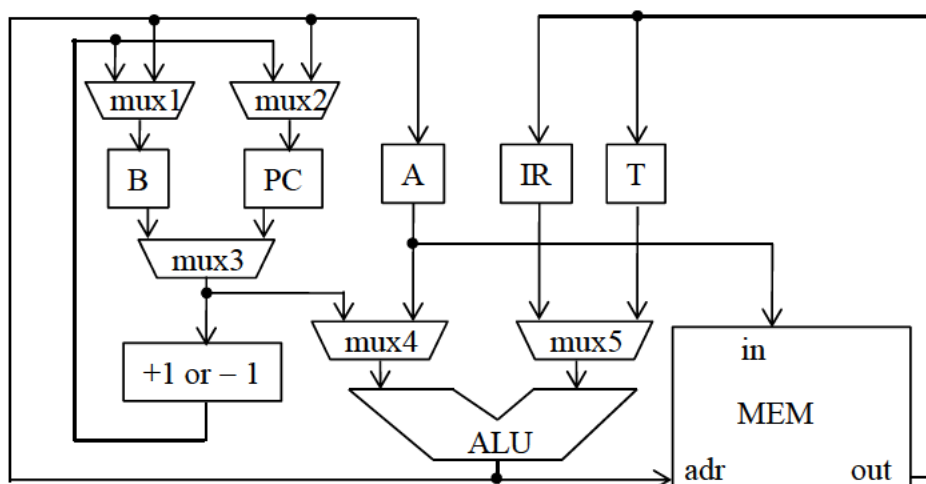 mux1
mux2
B
PC
A
IR
T
mux3
mux4
mux5
+1 or – 1
in
MEM
ALU
adr
out